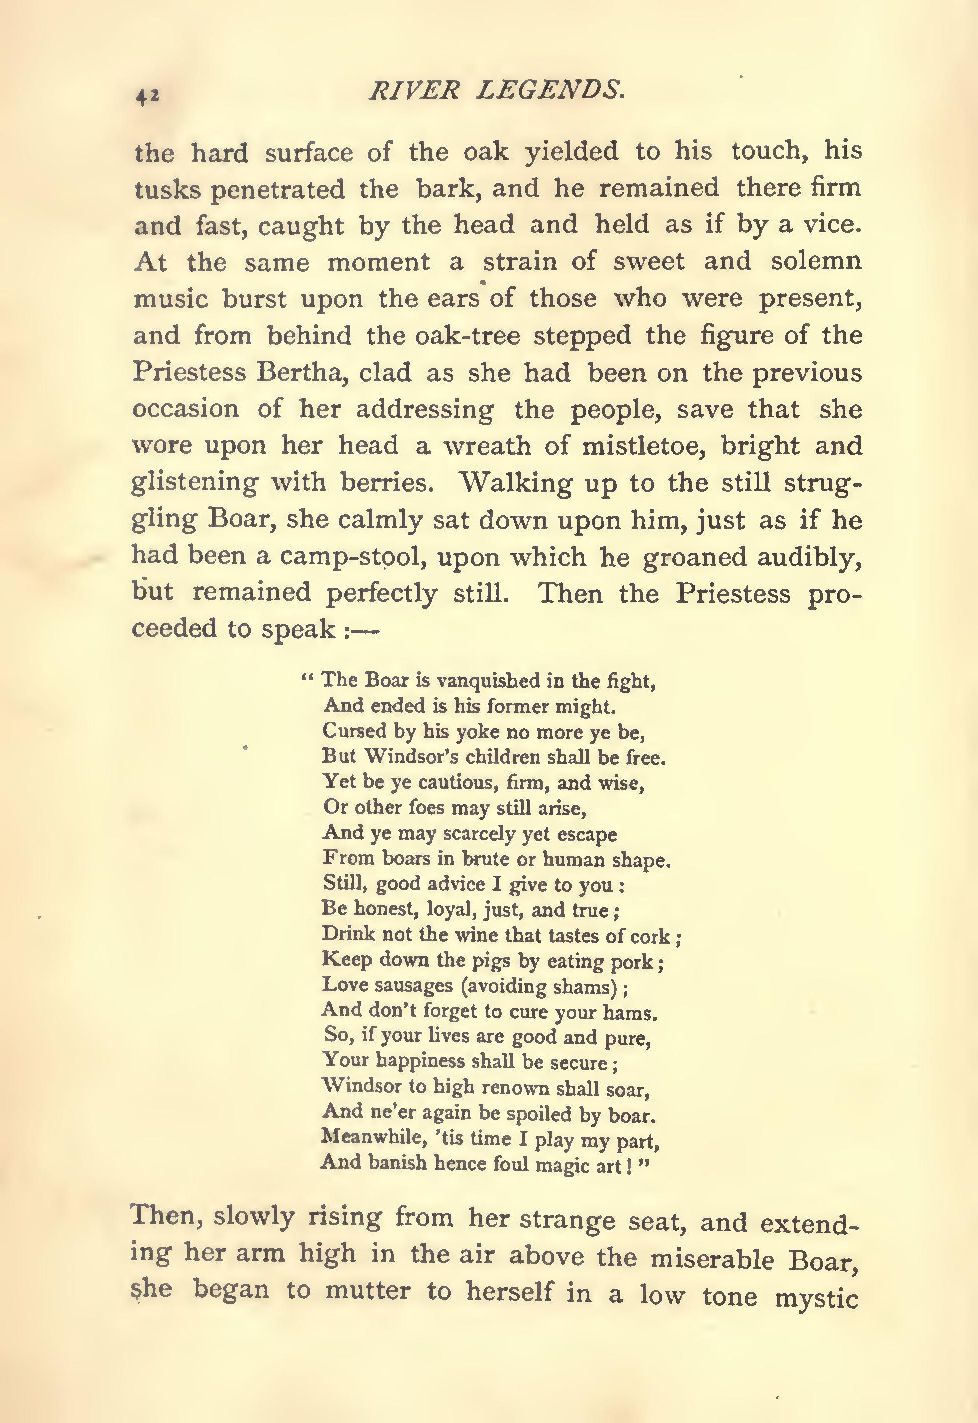 42 RIVER LEGENDS.
the hard surface of the oak yielded to his touch, his
tusks penetrated the bark, and he remained there firm
and fast, caught by the head and held as if by a vice.
At the same moment a strain of sweet and solemn
music burst upon the ears of those who were present,
and from behind the oak-tree stepped the figure of the
Priestess Bertha, clad as she had been on the previous
occasion of her addressing the people, save that she
wore upon her head a wreath of mistletoe, bright and
glistening with berries. Walking up to the still strug-
gling Boar, she calmly sat down upon him, just as if he
had been a camp-stool, upon which he groaned audibly,
but remained perfectly still. Then the Priestess pro-
ceeded to speak :—
“ The Boar is vanquished in the fight,
And ended is his former might.
Cursed by his yoke no more ye be,
But Windsor's children shall be free.
Yet be ye cautious, firm, and wise,
Or other foes may still arise,
And ye may scarcely yet escape
From boars in brute or human shape.
Still, good advice I give to you :
Be honest, loyal, just, and true ;
Drink not the wine that tastes of cork ;
Keep down the pigs by eating pork ;
Love sausages (avoiding shams) ;
And don't forget to cure your hams.
So, if your lives are good and pure,
Your happiness shall be secure ;
Windsor to high renown shall soar,
And ne'er again be spoiled by boar.
Meanwhile, 'tis time I play my part,
And banish hence foul magic art ! ”
Then, slowly rising from her strange seat, and extend-
ing her arm high in the air above the miserable Boar,
she began to mutter to herself in a low tone mystic